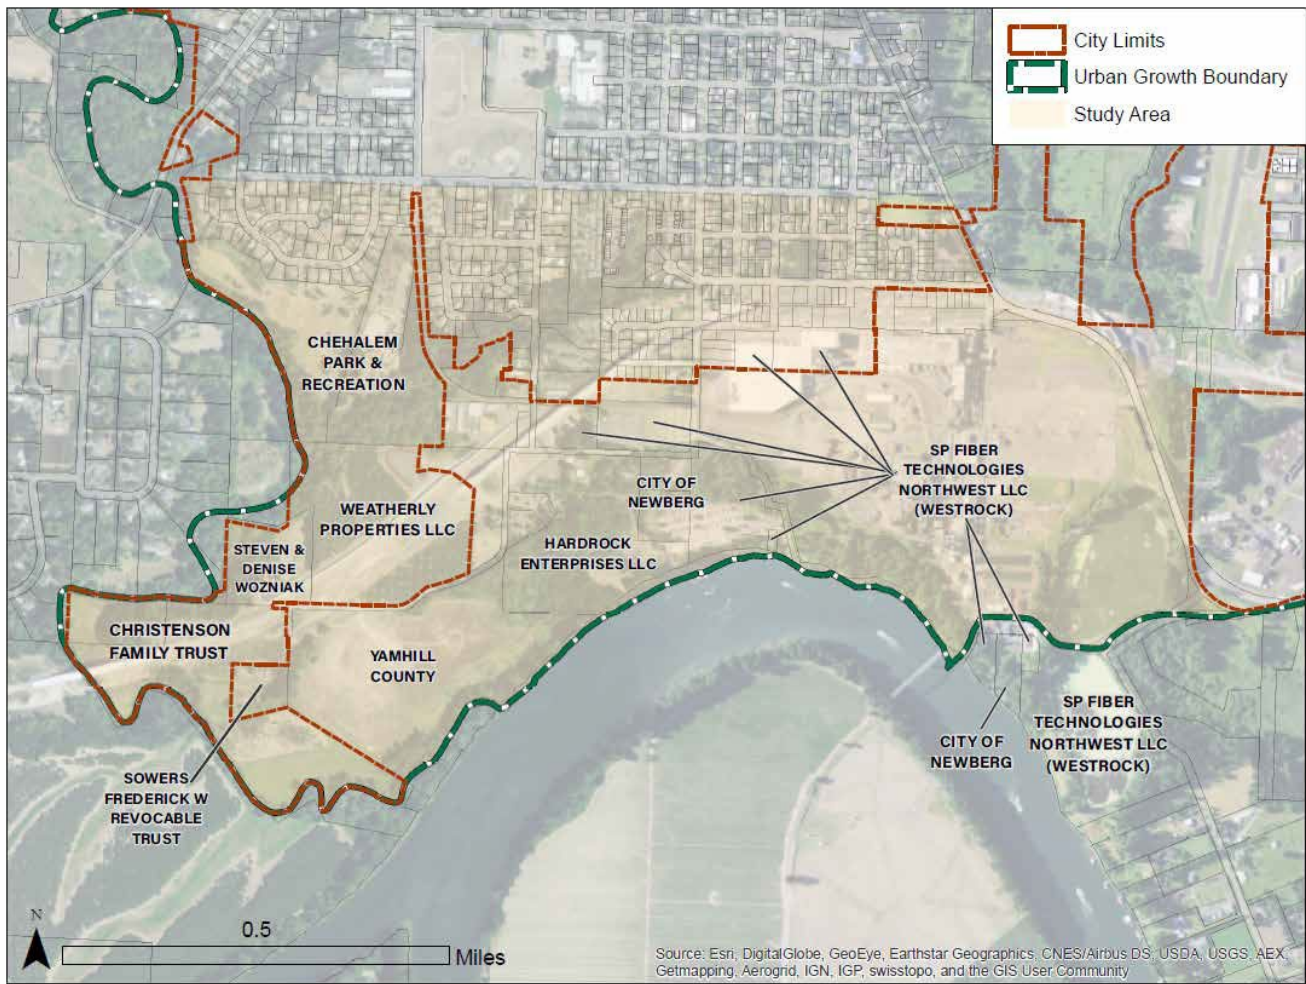 City Limits
Urban Growth Boundary
Study Area
CHEHALEM
PARK &
RECREATION
SP FIBER
TECHNOLOGIES
NORTHWEST LLC
(WESTROCK)
CITY OF
NEWBERG
WEATHERLY
PROPERTIES LLC
HARDROCK
ENTERPRISES LLC
STEVEN &
DENISE
WOZNIAK
CHRISTENSON
FAMILY TRUST
YAMHILL
COUNTY
SP FIBER
TECHNOLOGIES
NORTHWEST LLC
(WESTROCK)
CITY OF
NEWBERG
SOWERS
FREDERICK W
REVOCABLE
TRUST
N
0.5
Miles
Source: Esri, DigitalGlobe, GeoEye, Earthstar Geographics, CNES/Airbus DS, USDA, USGS, AEX,
Getmapping, Aerogrid, IGN, IGP, swisstopo, and the GIS User Community